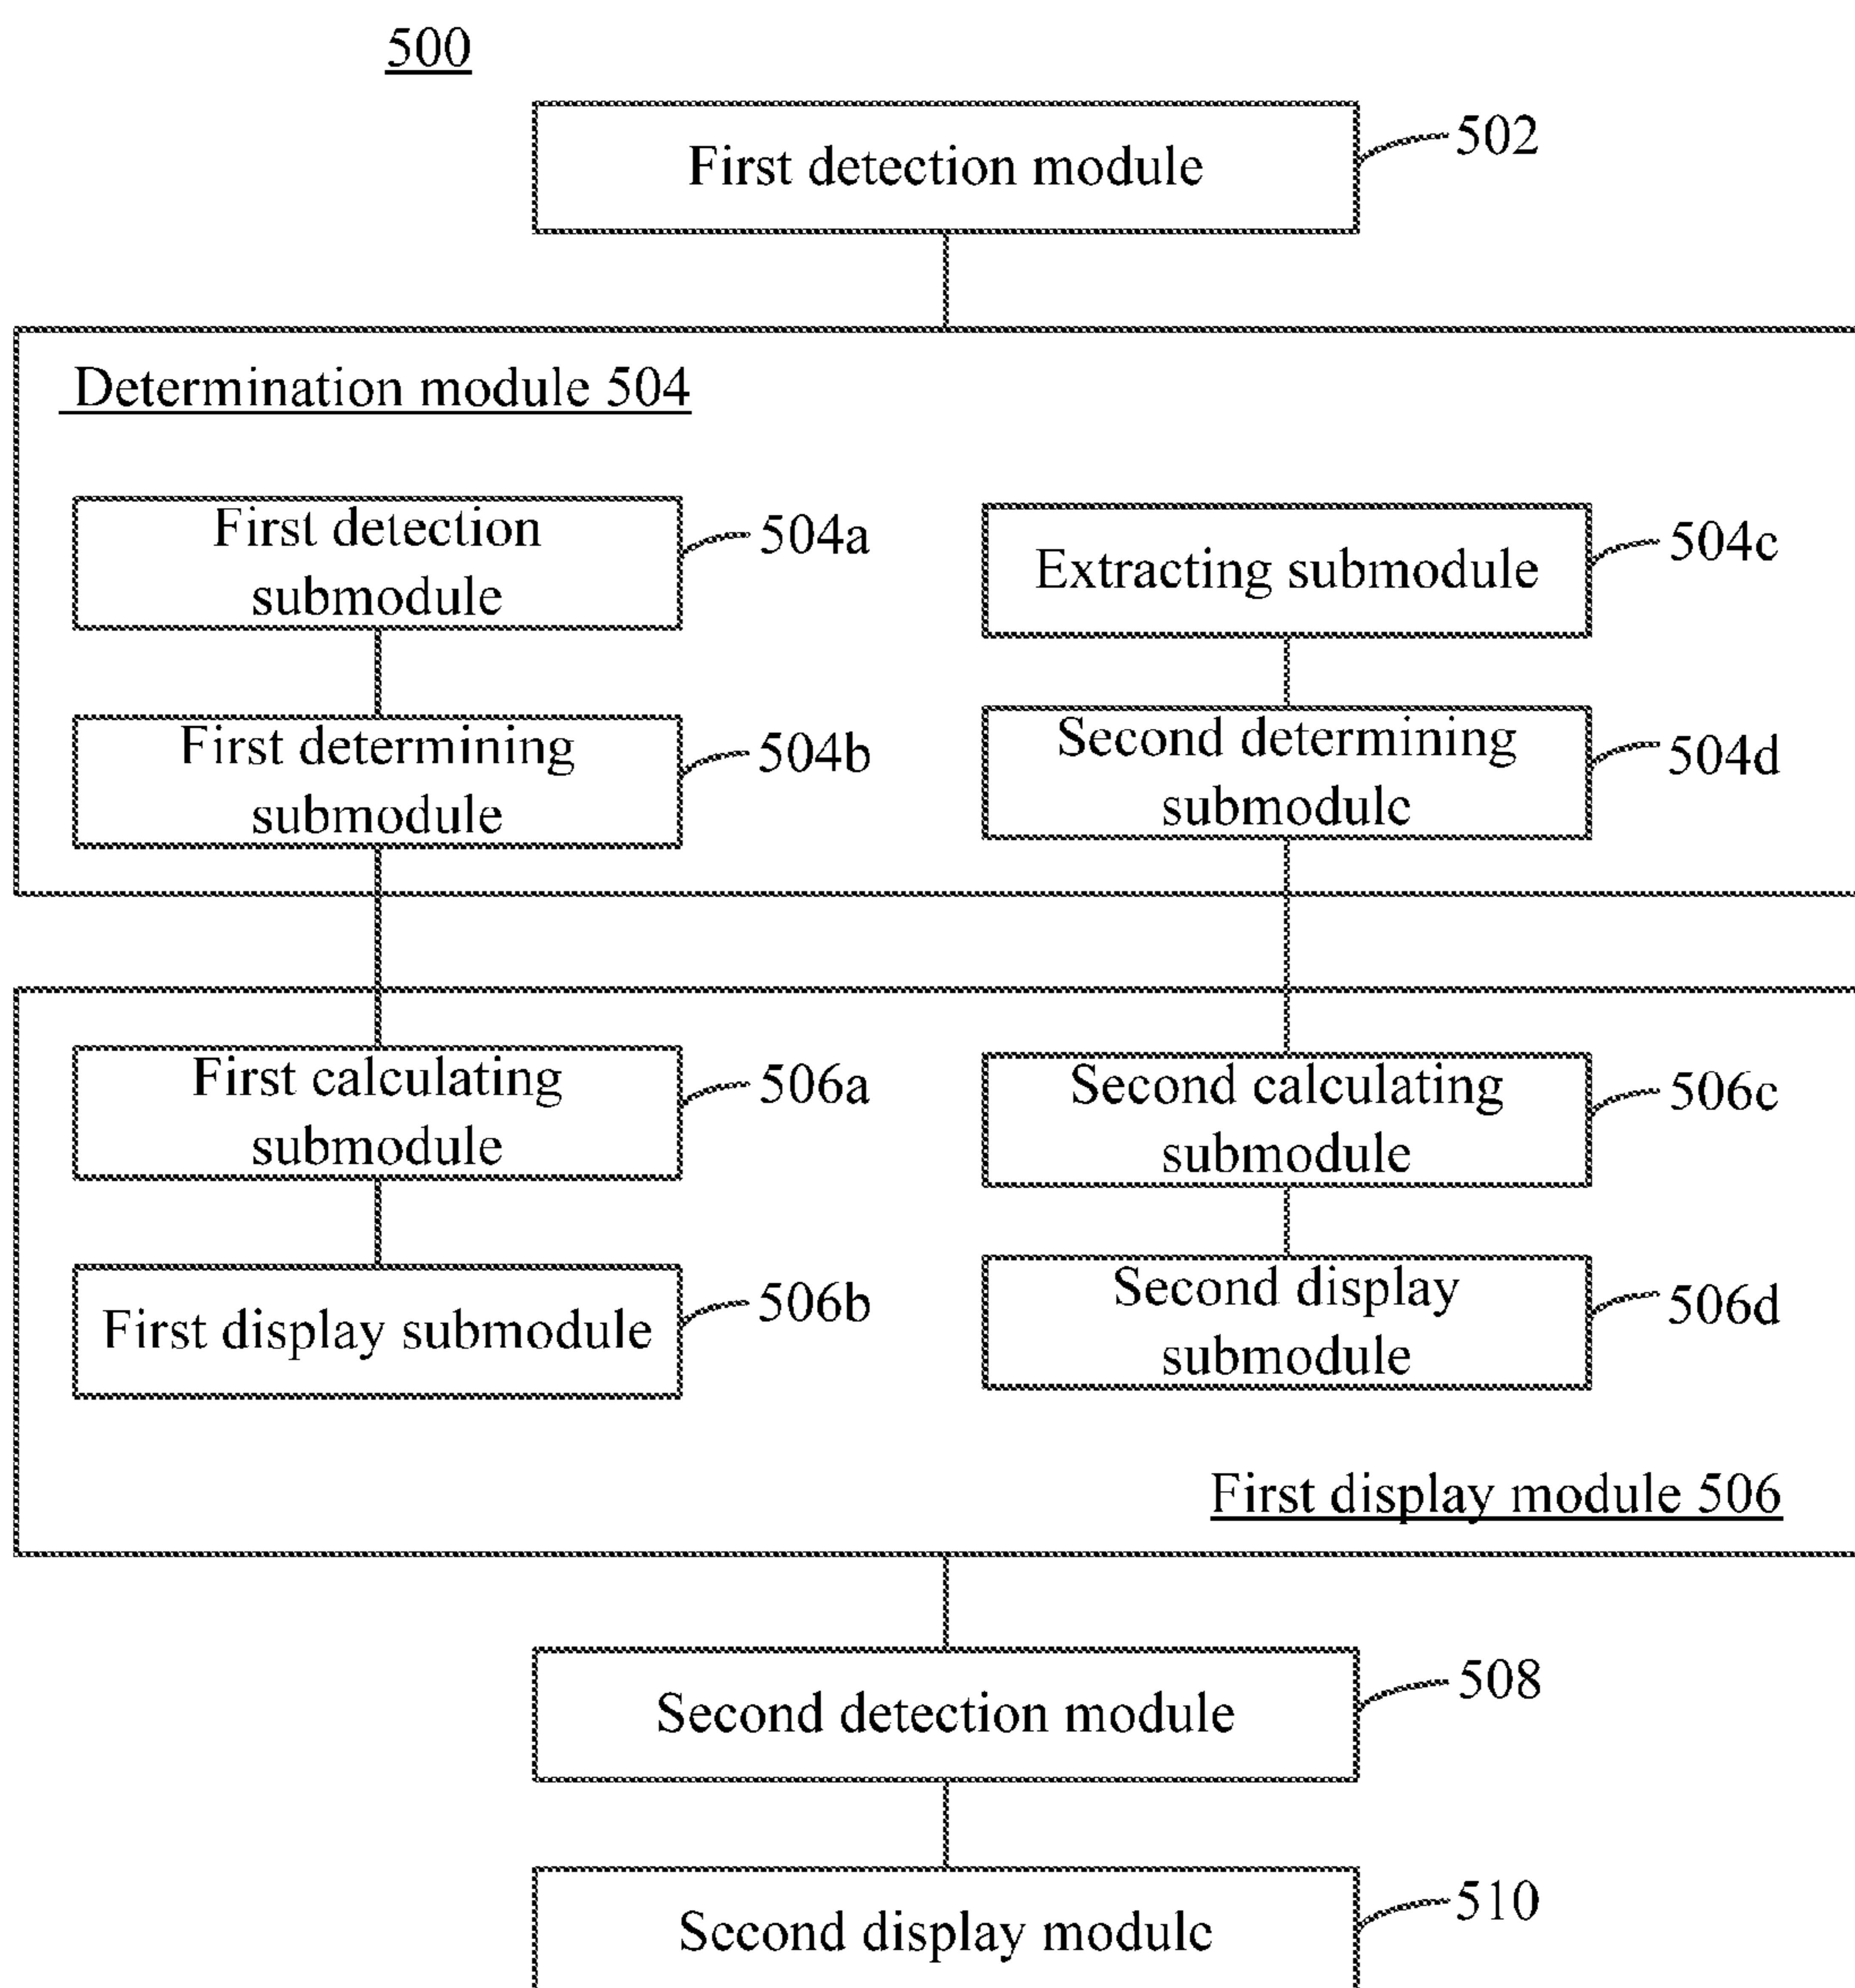 500
First detection module
502
Determination module 504
First detection
submodule
504a
Extracting submodule
504c
First determining
submodule
504b
Second determining
submodule
504d
First calculating
submodule
506a
Second calculating
submodule
506c
First display submodule
506b
Second display
submodule
506d
First display module 506
Second detection module
508
Second display module
510